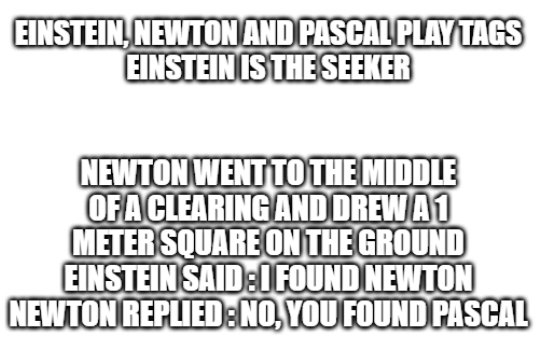 EINSTEIN, NEWTON AND PASCAL PLAY TAGS
EINSTEIN IS THE SEEKER
NEWTON WENT TO THE MIDDLE
OF A CLEARING AND DREW A 1
METER SQUARE ON THE GROUND
EINSTEIN SAID : I FOUND NEWTON
NEWTON REPLIED : NO, YOU FOUND PASCAL